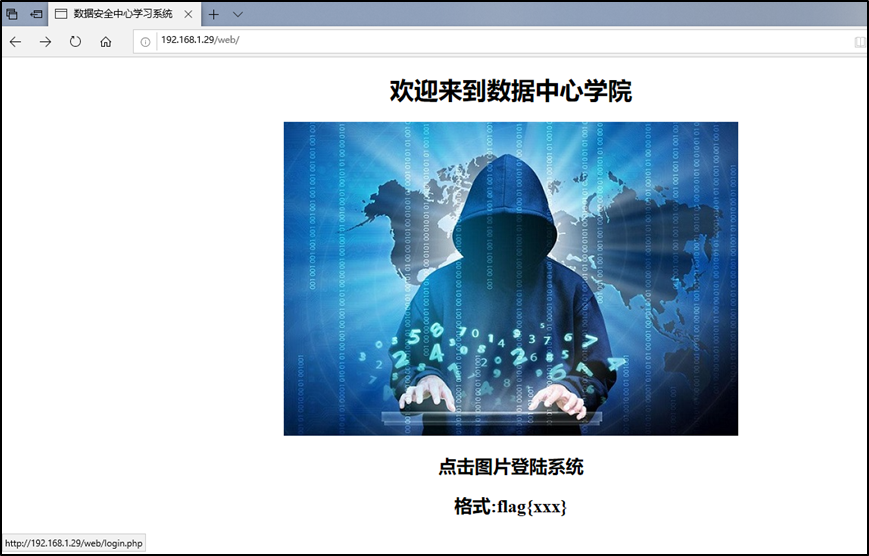 数据安全中心学习系统
192.168.1.29/web/
欢迎来到数据中心学院
点击图片登陆系统
格式:flag{xxx}
http://192.168.1.29/web/login.php